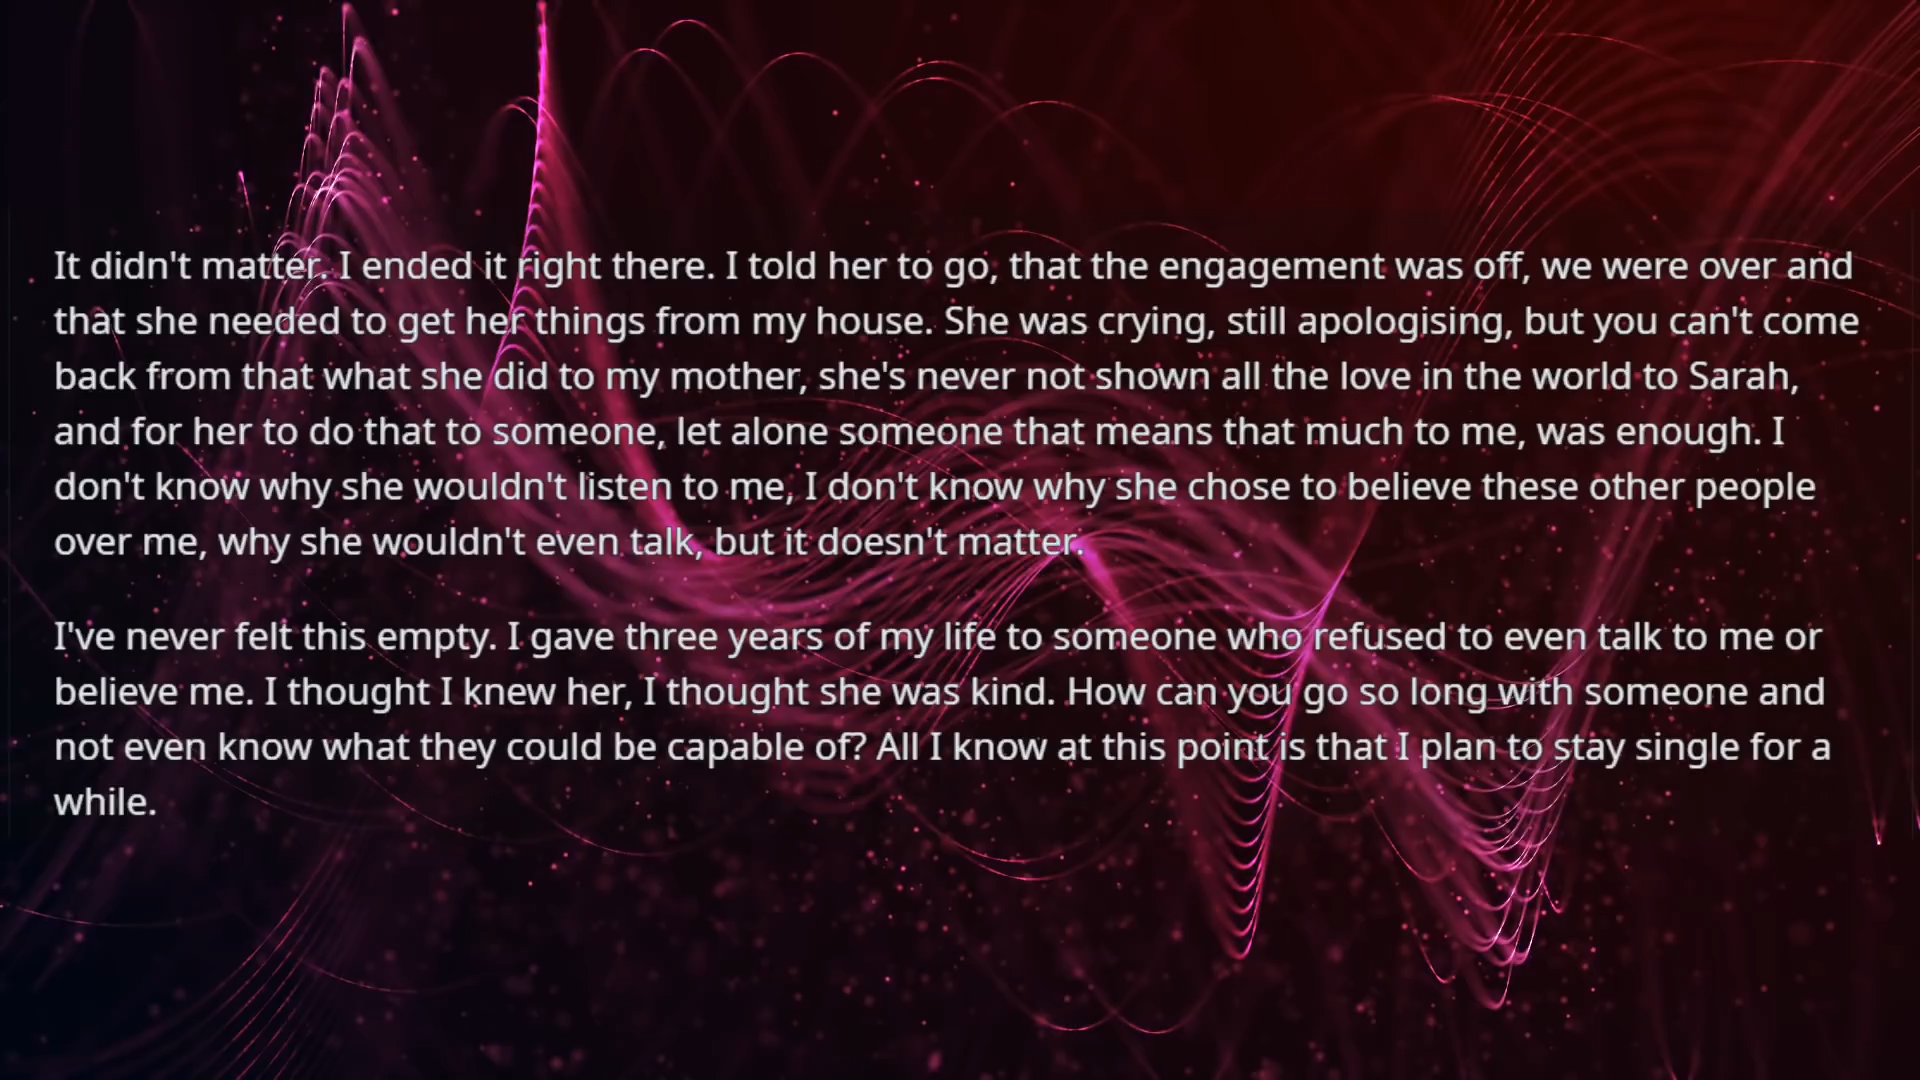 It didn't matter. I ended it right there. I told her to go, that the engagement was off, we were over and
that she needed to get her things from my house. She was crying, still apologising, but you can't come
back from that what she did to my mother, she's never not shown all the love in the world to Sarah,
and for her to do that to someone, let alone someone that means that much to me, was enough. I
don't know why she wouldn't listen to me, I don't know why she chose to believe these other people
over me, why she wouldn't even talk, but it doesn't matter.
I've never felt this empty. I gave three years of my life to someone who refused to even talk to me or
believe me. I thought I knew her, I thought she was kind. How can you go so long with someone and
not even know what they could be capable of? All I know at this point is that I plan to stay single for a
while.